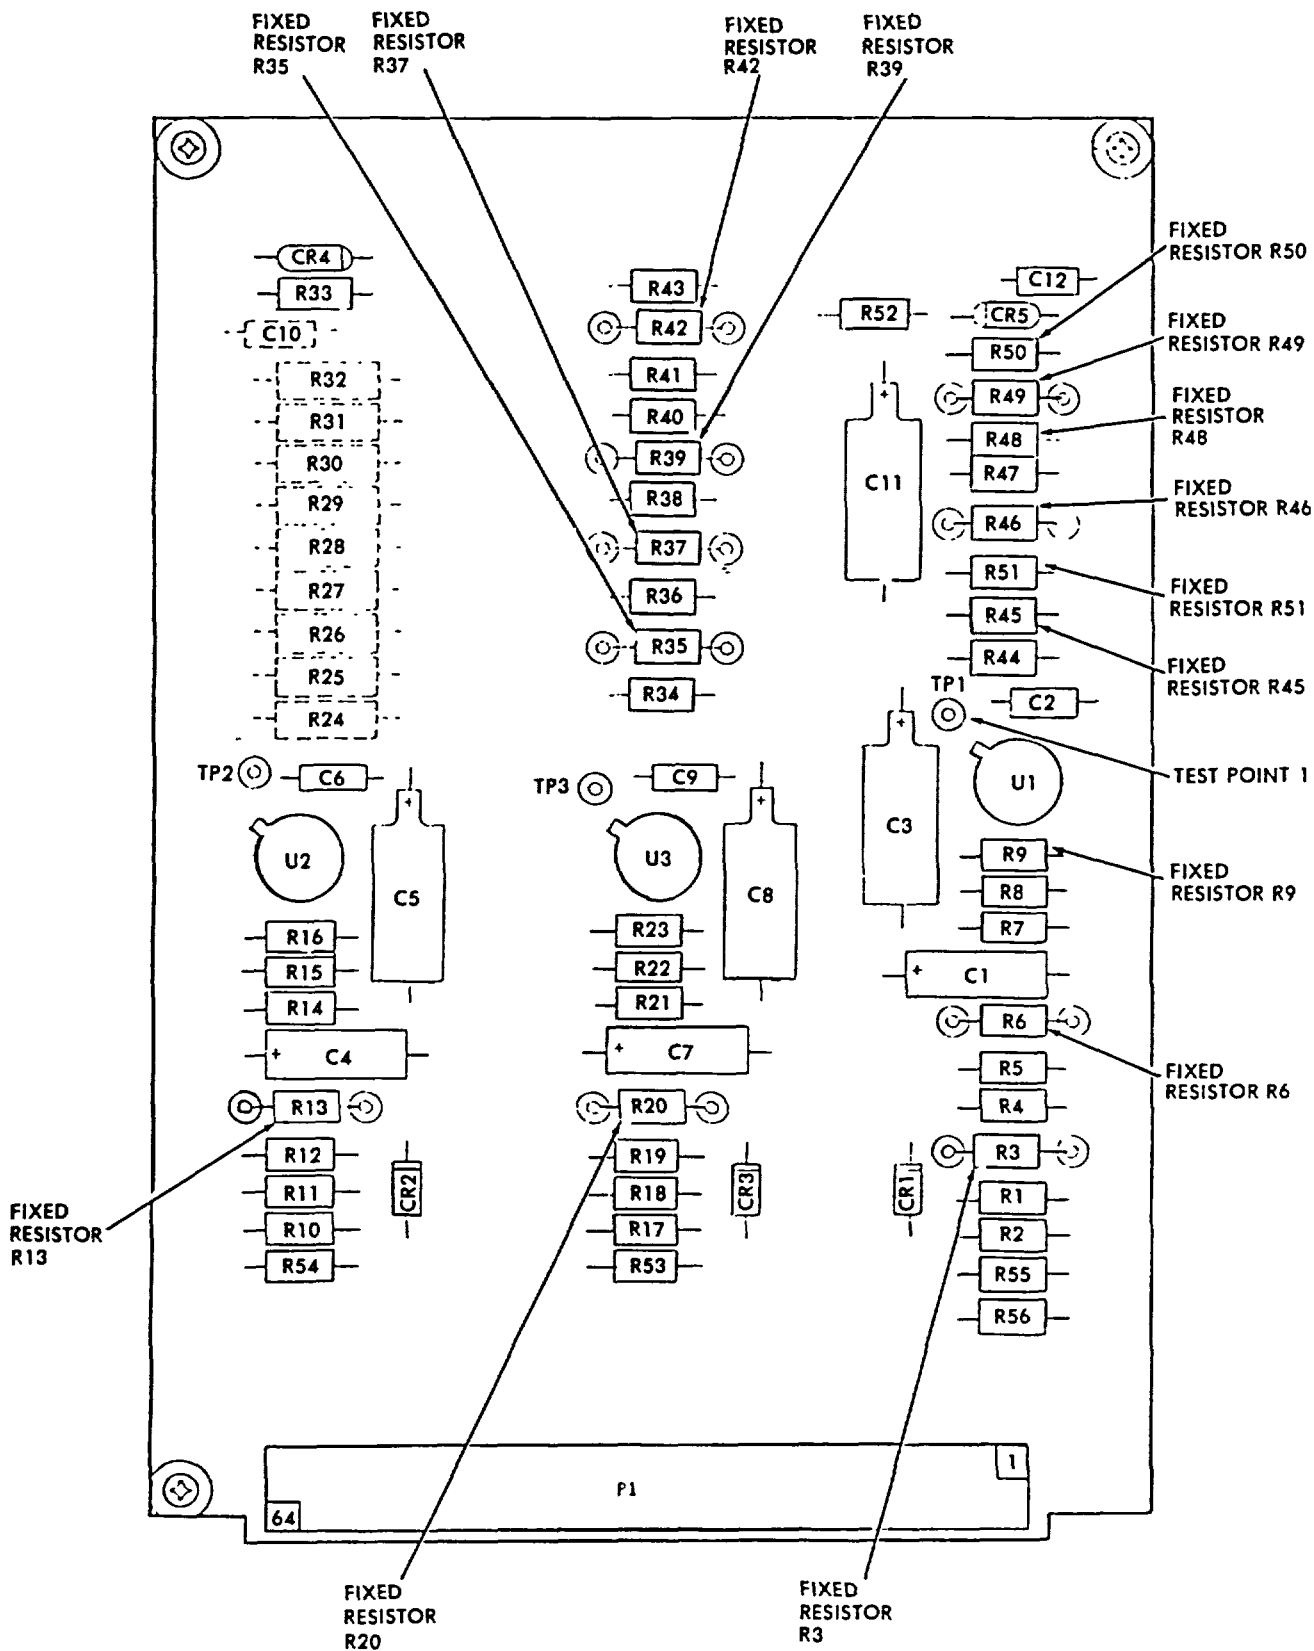 FIXED
RESISTOR
R35
FIXED
RESISTOR
R37
FIXED
RESISTOR
R42
FIXED
RESISTOR
R39
CR4
R33
C10
R32
R31
R30
R29
R28
R27
R26
R25
R24
R43
R42
R41
R40
R39
R38
R37
R36
R35
R34
C12
R52
CR5
R50
R49
R48
R47
R46
R51
R45
R44
+
C11
FIXED
RESISTOR R50
FIXED
RESISTOR R49
FIXED
RESISTOR
R48
FIXED
RESISTOR R46
FIXED
RESISTOR R51
FIXED
RESISTOR R45
TEST POINT 1
TP1
C2
U1
+
C3
TP2
C6
+
C5
U2
TP3
C9
+
C8
U3
R9
R8
R7
+ C1
R6
R5
R4
R3
R1
R2
R55
R56
CR1
FIXED
RESISTOR R9
FIXED
RESISTOR R6
R16
R15
R14
+ C4
R13
R12
R11
R10
R54
CR2
R23
R22
R21
+ C7
R20
R19
R18
R17
R53
CR3
FIXED
RESISTOR
R13
1
P1
64
FIXED
RESISTOR
R20
FIXED
RESISTOR
R3